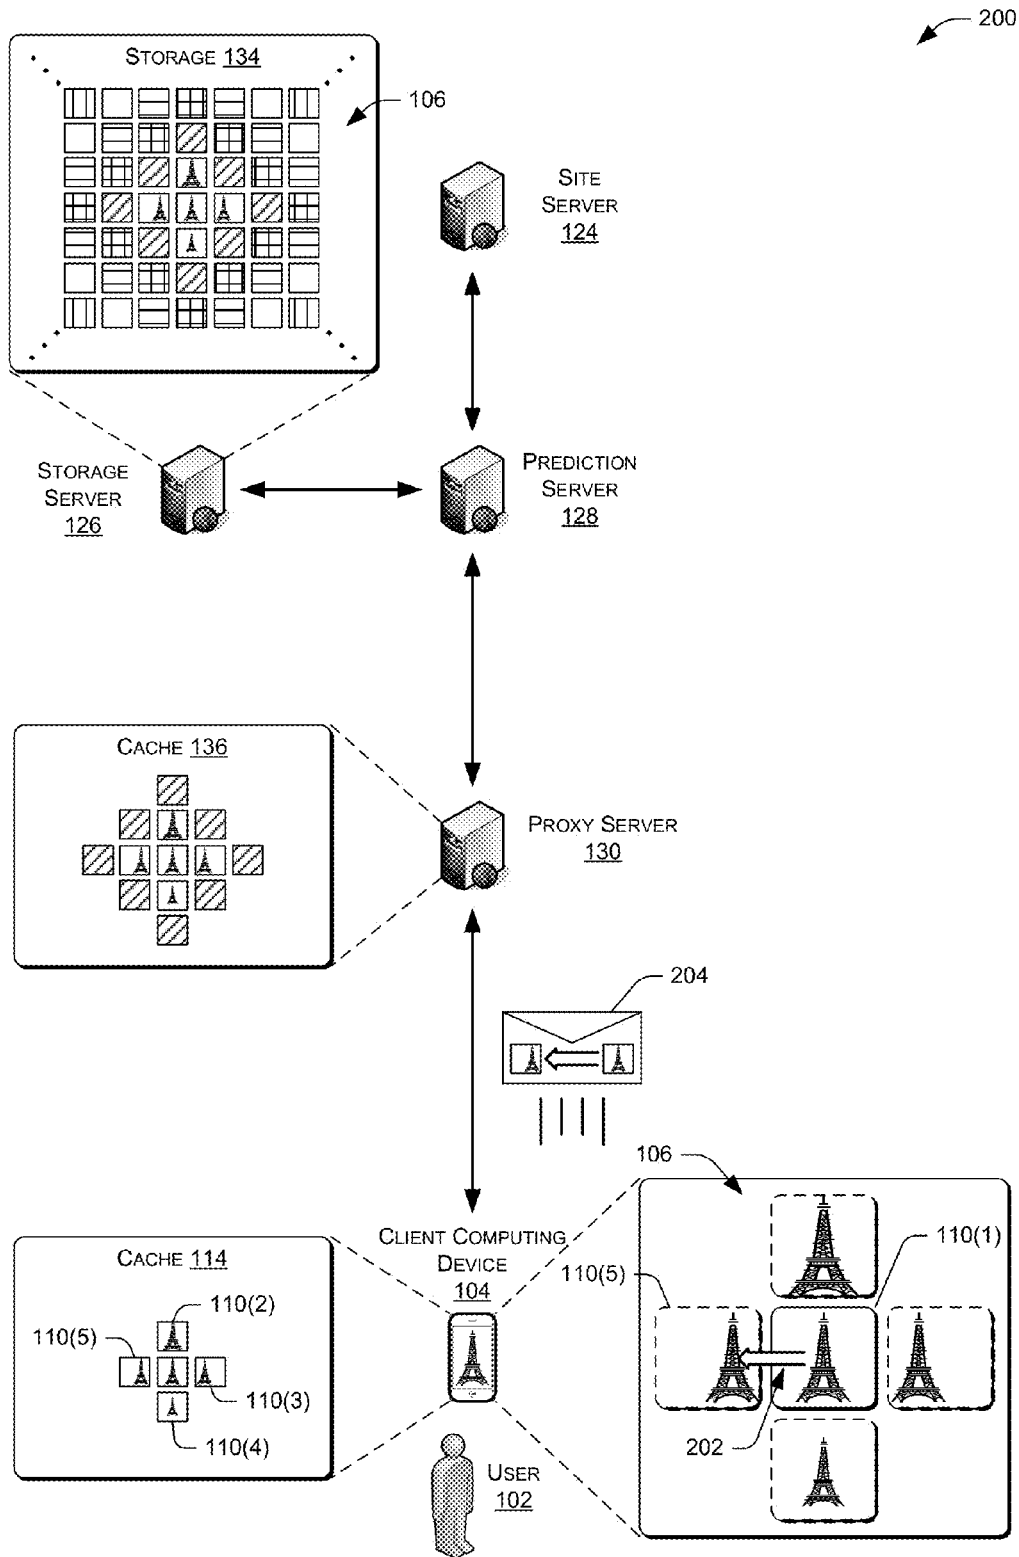 200
STORAGE 134
106
SITE
SERVER
124
STORAGE
SERVER
126
PREDICTION
SERVER
128
CACHE 136
PROXY SERVER
130
204
106
CLIENT COMPUTING
DEVICE
104
110(1)
110(5)
CACHE 114
110(2)
110(5)
110(3)
110(4)
202
USER
102